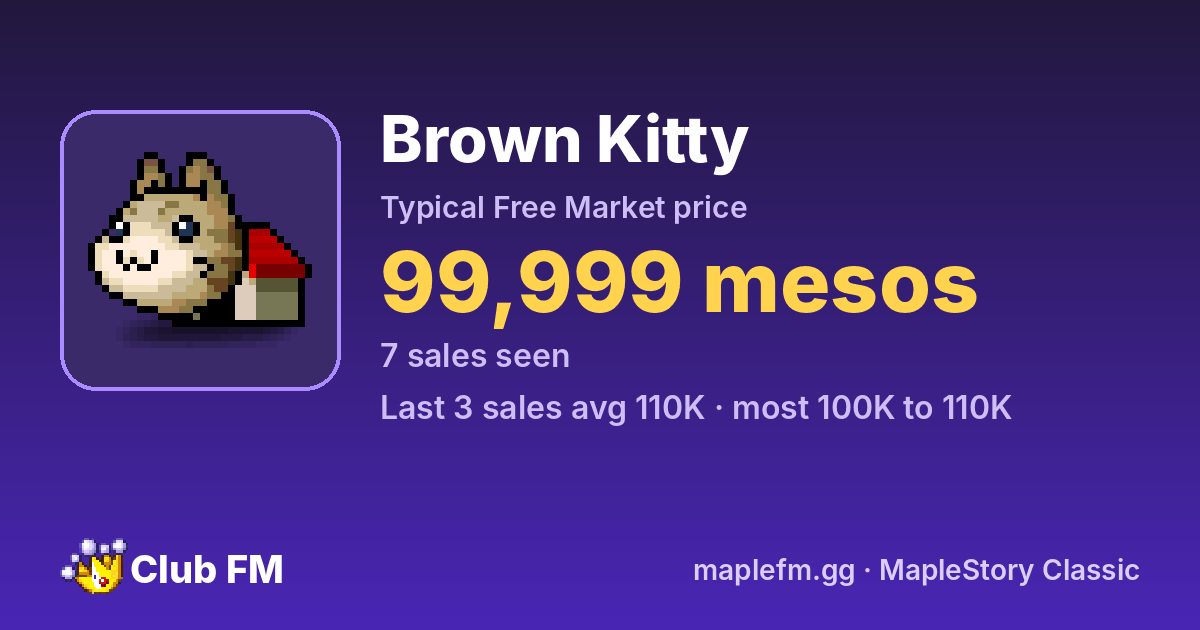 Brown Kitty
Typical Free Market price
99,999 mesos
7 sales seen
Last 3 sales avg 110K · most 100K to 110K
Club FM
maplefm.gg · MapleStory Classic